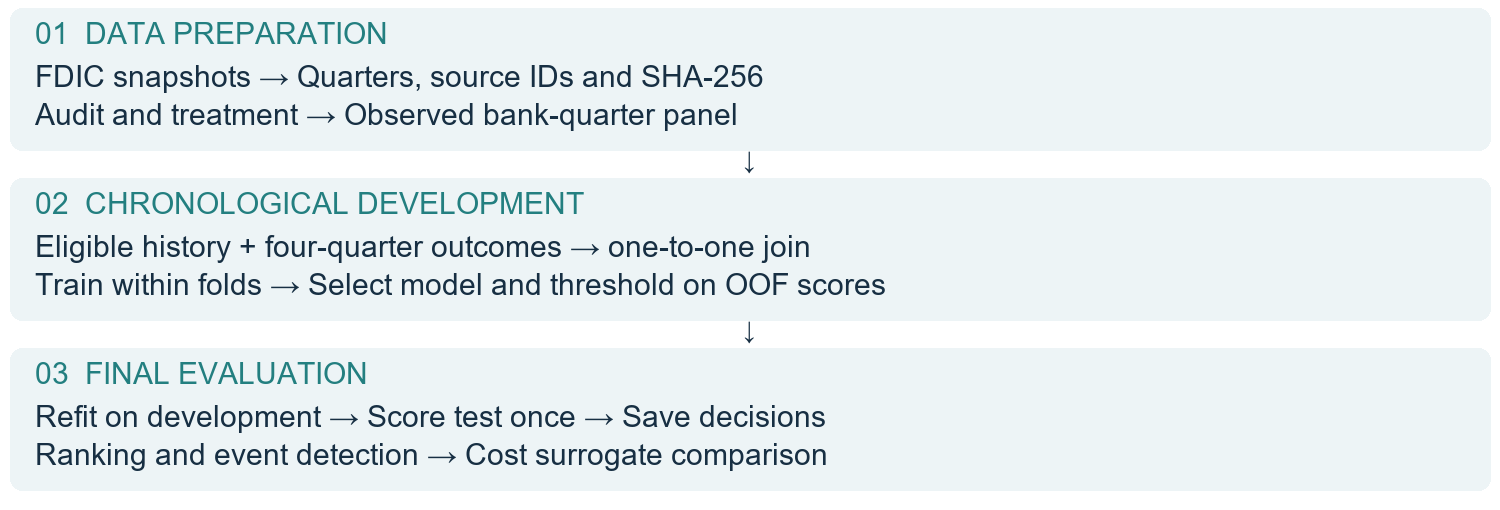 01 DATA PREPARATION
FDIC snapshots → Quarters, source IDs and SHA-256
Audit and treatment → Observed bank-quarter panel
↓
02 CHRONOLOGICAL DEVELOPMENT
Eligible history + four-quarter outcomes → one-to-one join
Train within folds → Select model and threshold on OOF scores
↓
03 FINAL EVALUATION
Refit on development → Score test once → Save decisions
Ranking and event detection → Cost surrogate comparison